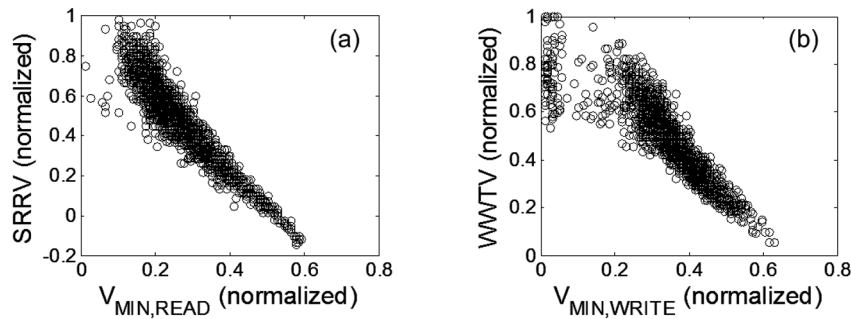 (a)
SRRV (normalized)
1
0.8
0.6
0.4
0.2
0
-0.2
0 0.2 0.4 0.6 0.8
V_MIN,READ (normalized)
(b)
WWTV (normalized)
1
0.8
0.6
0.4
0.2
0
0 0.2 0.4 0.6 0.8
V_MIN,WRITE (normalized)